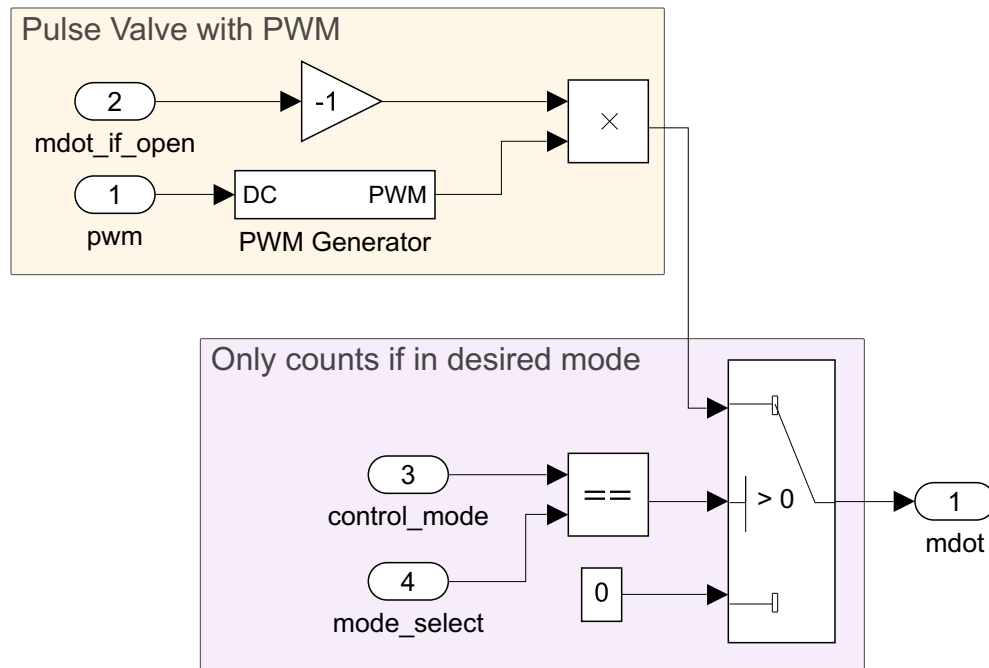 Pulse Valve with PWM
2
-1
×
mdot_if_open
1
DC PWM
pwm
PWM Generator
Only counts if in desired mode
3
==
control_mode
> 0
1
mdot
4
0
mode_select